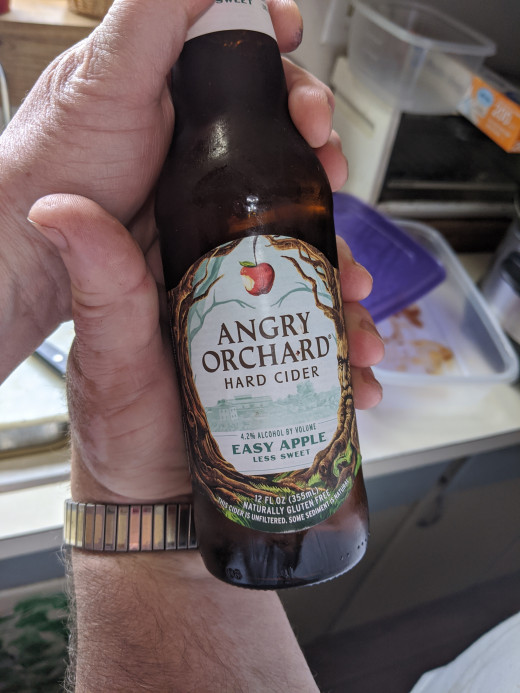 SWEET
ANGRY
ORCHARD
HARD CIDER
4.2% ALCOHOL BY VOLUME
EASY APPLE
LESS SWEET
12 FL OZ (355mL)
NATURALLY GLUTEN FREE
THIS CIDER IS UNFILTERED. SOME SEDIMENT IS NATURAL